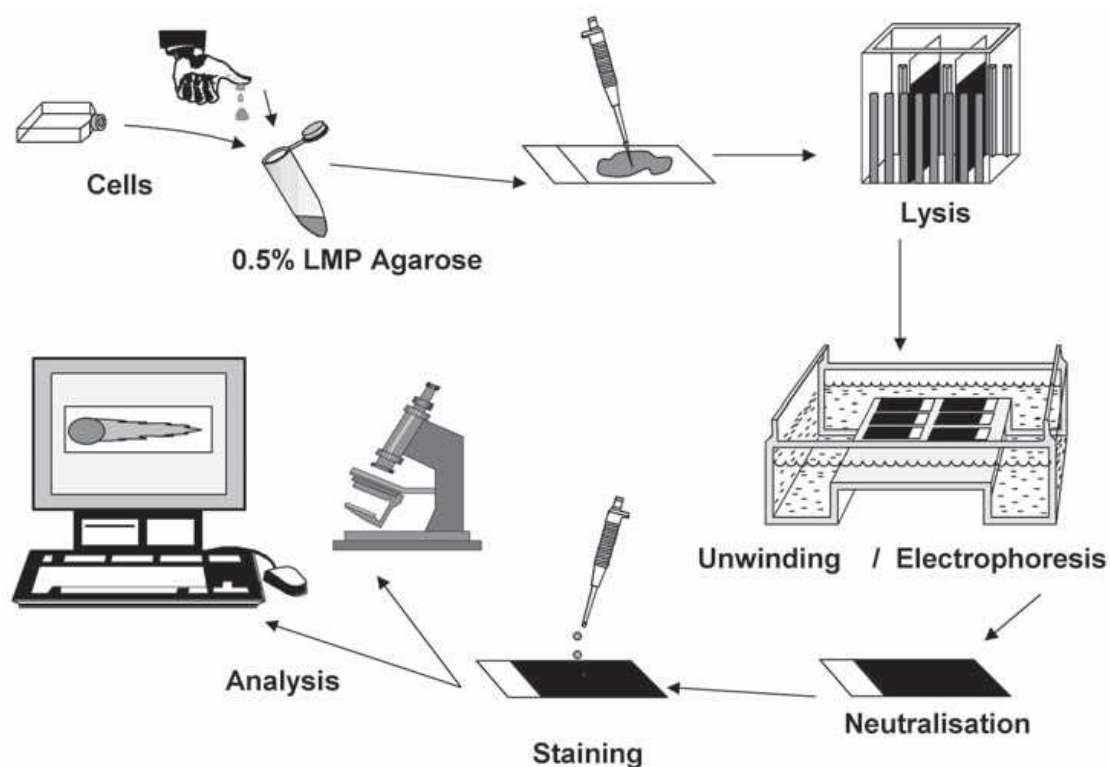 Cells
0.5% LMP Agarose
Lysis
Unwinding / Electrophoresis
Neutralisation
Staining
Analysis